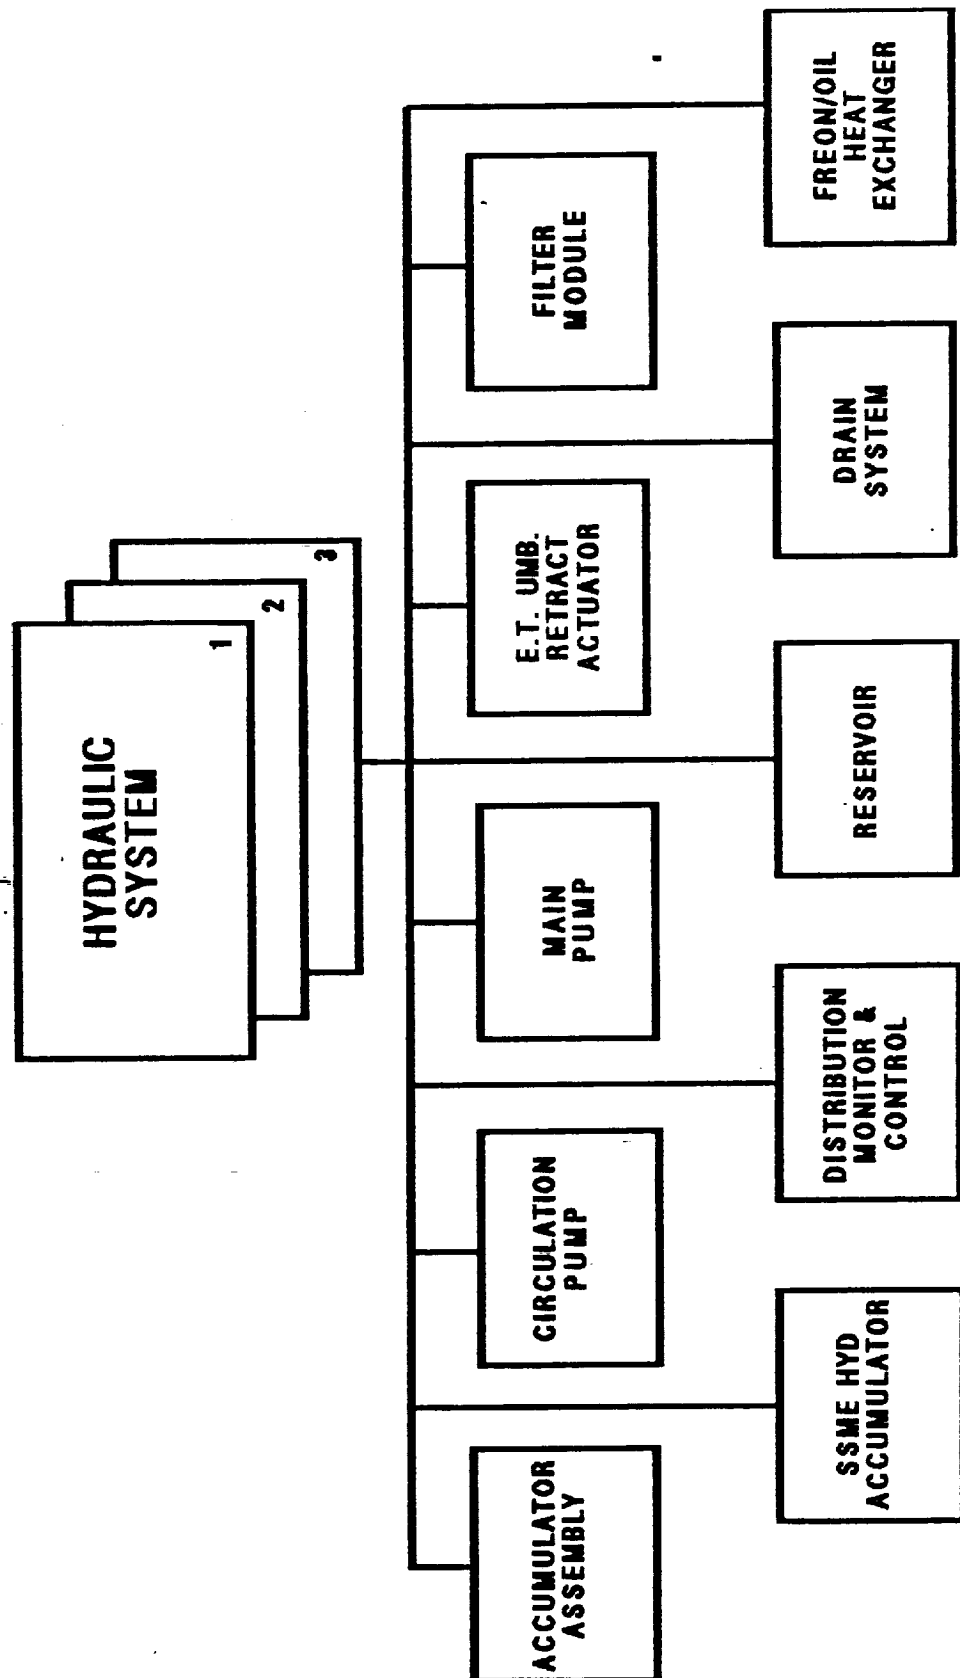 HYDRAULIC
SYSTEM
1
2
3
ACCUMULATOR
ASSEMBLY
CIRCULATION
PUMP
MAIN
PUMP
E.T. UMB.
RETRACT
ACTUATOR
FILTER
MODULE
SSME HYD
ACCUMULATOR
DISTRIBUTION
MONITOR &
CONTROL
RESERVOIR
DRAIN
SYSTEM
FREON/OIL
HEAT
EXCHANGER